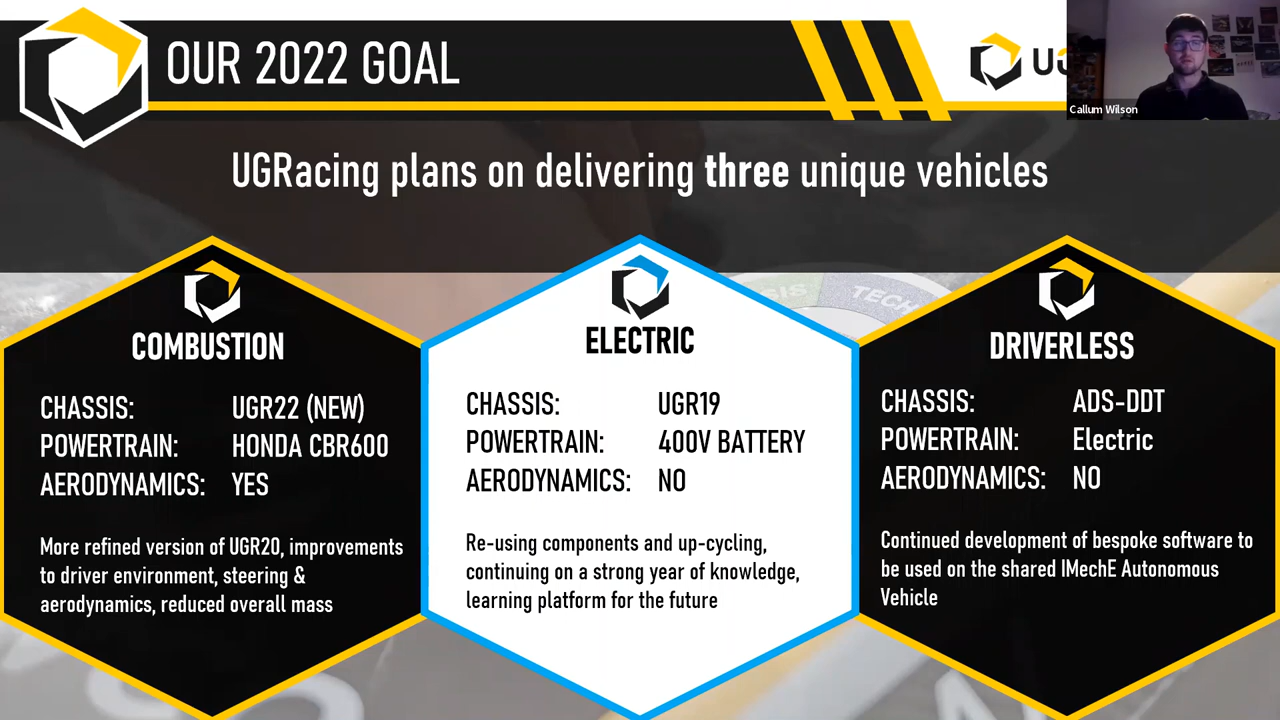 OUR 2022 GOAL
Callum Wilson
UGRacing plans on delivering three unique vehicles
COMBUSTION
CHASSIS: UGR22 (NEW)
POWERTRAIN: HONDA CBR600
AERODYNAMICS: YES
More refined version of UGR20, improvements
to driver environment, steering &
aerodynamics, reduced overall mass
ELECTRIC
CHASSIS: UGR19
POWERTRAIN: 400V BATTERY
AERODYNAMICS: NO
Re-using components and up-cycling,
continuing on a strong year of knowledge,
learning platform for the future
TECH
DRIVERLESS
CHASSIS: ADS-DDT
POWERTRAIN: Electric
AERODYNAMICS: NO
Continued development of bespoke software to
be used on the shared IMechE Autonomous
Vehicle